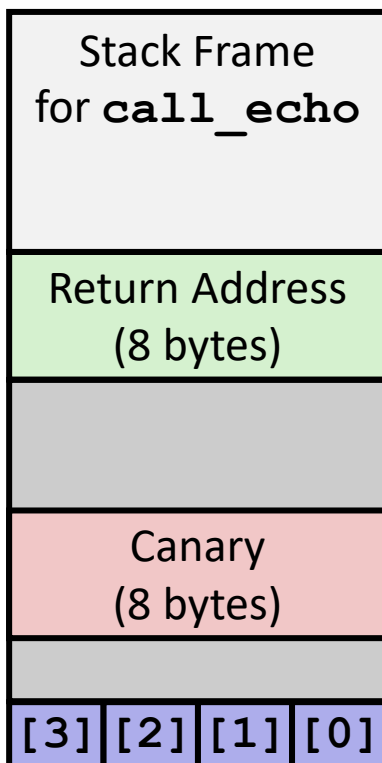 Stack Frame
for call_echo
Return Address
(8 bytes)
Canary
(8 bytes)
[3] [2] [1] [0]